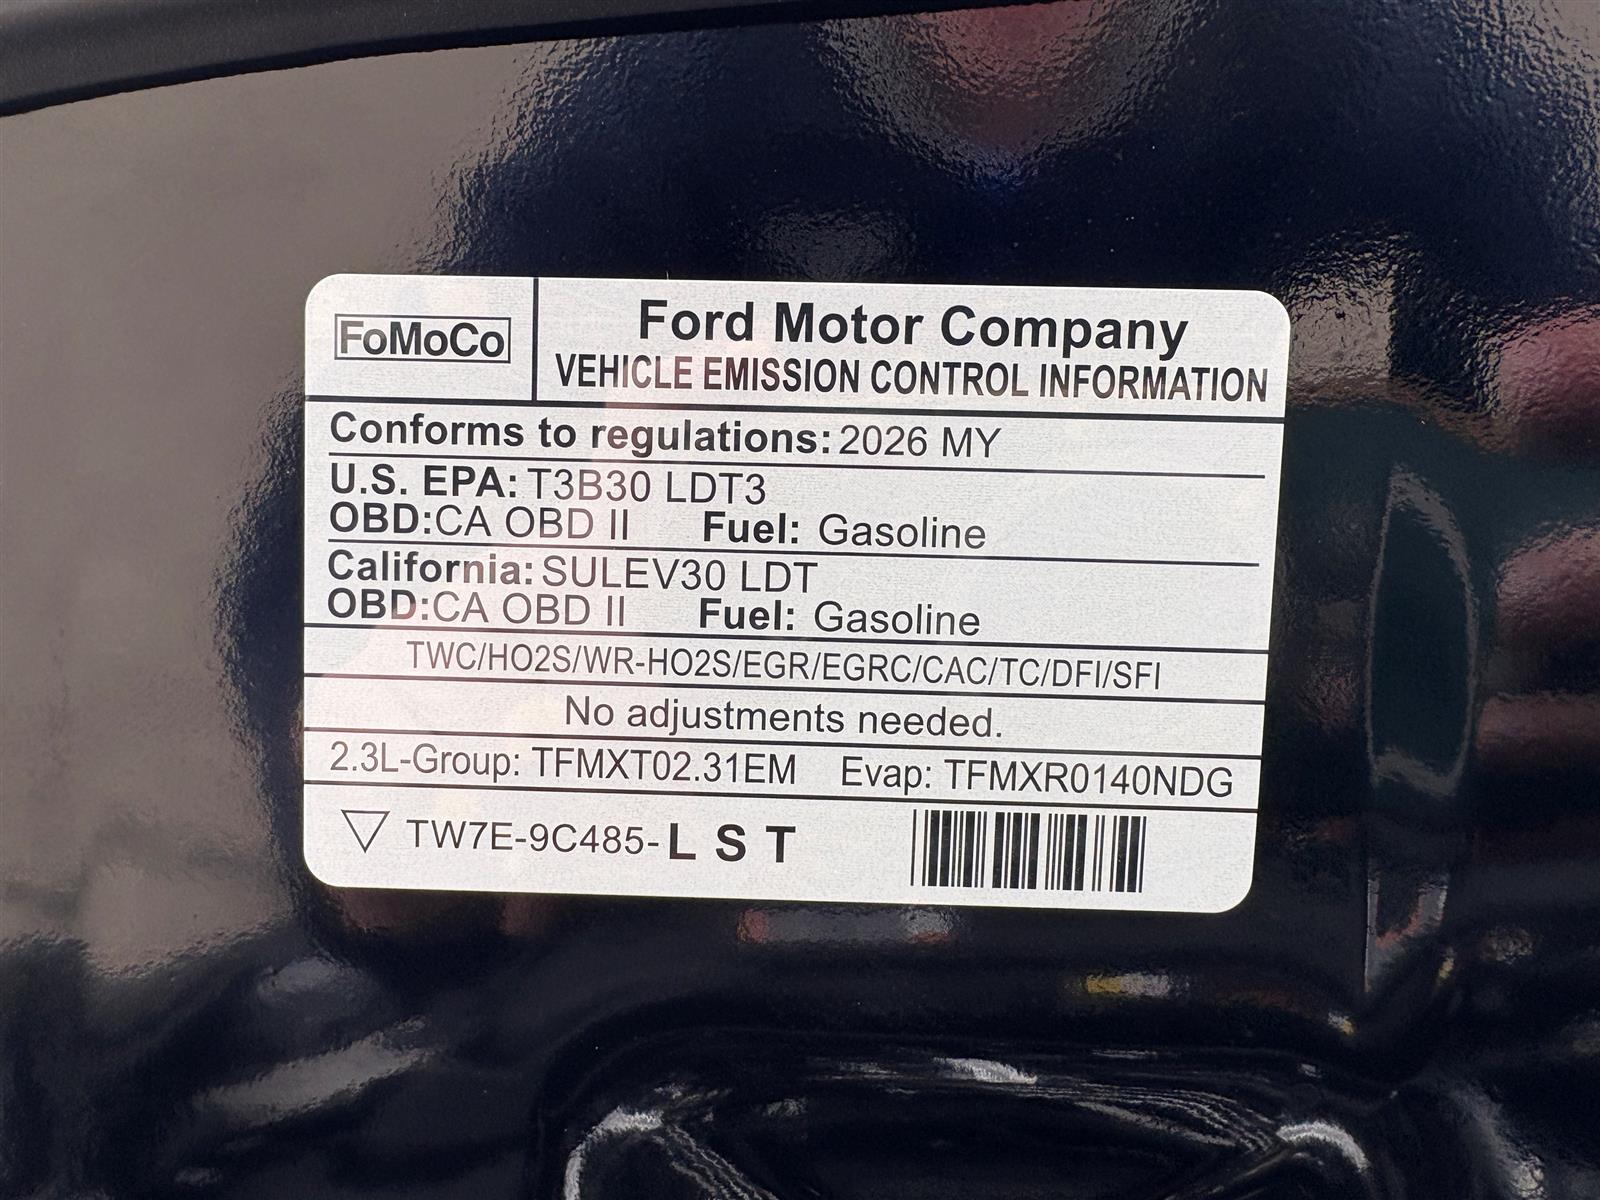 FoMoCo
Ford Motor Company
VEHICLE EMISSION CONTROL INFORMATION
Conforms to regulations: 2026 MY
U.S. EPA: T3B30 LDT3
OBD: CA OBD II Fuel: Gasoline
California: SULEV30 LDT
OBD: CA OBD II Fuel: Gasoline
TWC/HO2S/WR-HO2S/EGR/EGRC/CAC/TC/DFI/SFI
No adjustments needed.
2.3L-Group: TFMXT02.31EM Evap: TFMXR0140NDG
TW7E-9C485-L S T